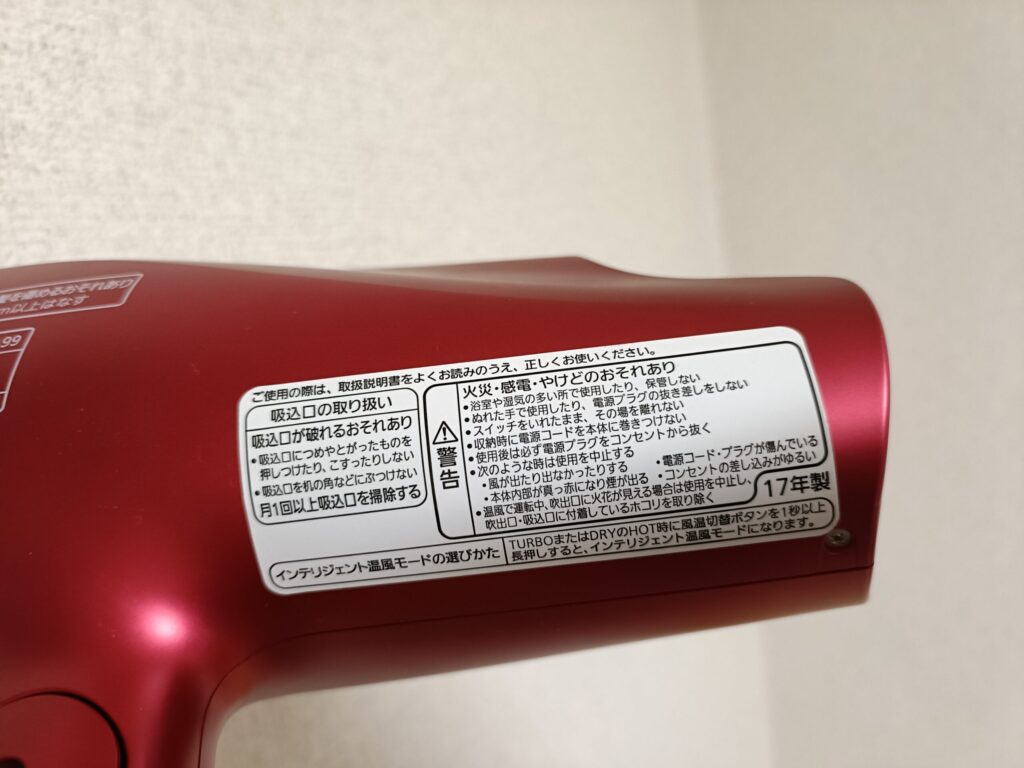 を傷めるおそれあり
m以上はなす
99
ご使用の際は、取扱説明書をよくお読みのうえ、正しくお使いください。
吸込口の取り扱い
吸込口が破れるおそれあり
•吸込口につめやとがったものを
押しつけたり、こすったりしない
•吸込口を机の角などにぶつけない
月1回以上吸込口を掃除する
警告
火災・感電・やけどのおそれあり
•浴室や湿気の多い所で使用したり、保管しない
•ぬれた手で使用したり、電源プラグの抜き差しをしない
•スイッチをいれたまま、その場を離れない
•収納時に電源コードを本体に巻きつけない
•使用後は必ず電源プラグをコンセントから抜く
•次のような時は使用を中止する
・風が出たり出なかったりする
・電源コード・プラグが傷んでいる
・本体内部が真っ赤になり煙が出る
・コンセントの差し込みがゆるい
•温風で運転中、吹出口に火花が見える場合は使用を中止し、
吹出口・吸込口に付着しているホコリを取り除く
17年製
インテリジェント温風モードの選びかた
TURBOまたはDRYのHOT時に風温切替ボタンを1秒以上
長押しすると、インテリジェント温風モードになります。